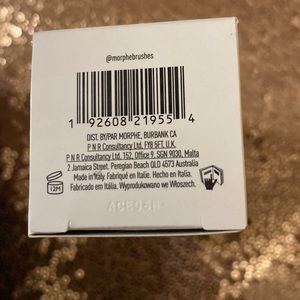 @morphebrushes
1 92608 21955 4
DIST. BY/PAR MORPHE, BURBANK CA
P N R Consultancy Ltd. FY8 5FT. U.K.
P N R Consultancy Ltd. 152, Office 9, SGN 9030, Malta
2 Jamaica Street, Peregian Beach QLD 4573 Australia
Made in Italy. Fabriqué en Italie. Hecho en Italia.
Fabricado em Itália. Wyprodukowano we Włoszech.
12M